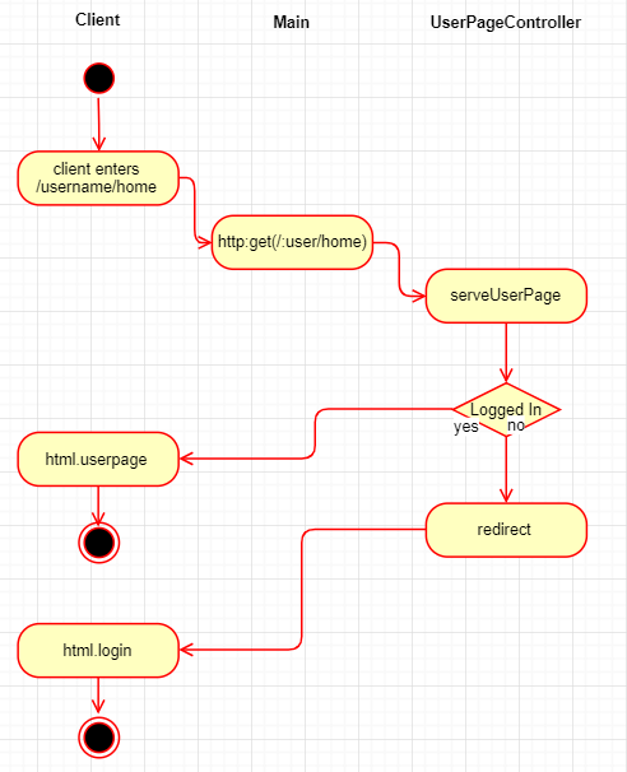 Client
Main
UserPageController
client enters
/username/home
http:get(/:user/home)
serveUserPage
Logged In
yes
no
html.userpage
redirect
html.login